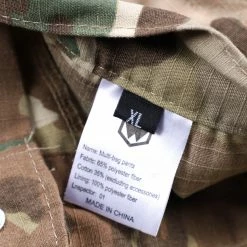 XL
Name: Multi-bag pants
Fabric: 65% polyester fiber
Cotton 35% (excluding accessories)
Lining: 100% polyester fiber
Inspector: 01
MADE IN CHINA